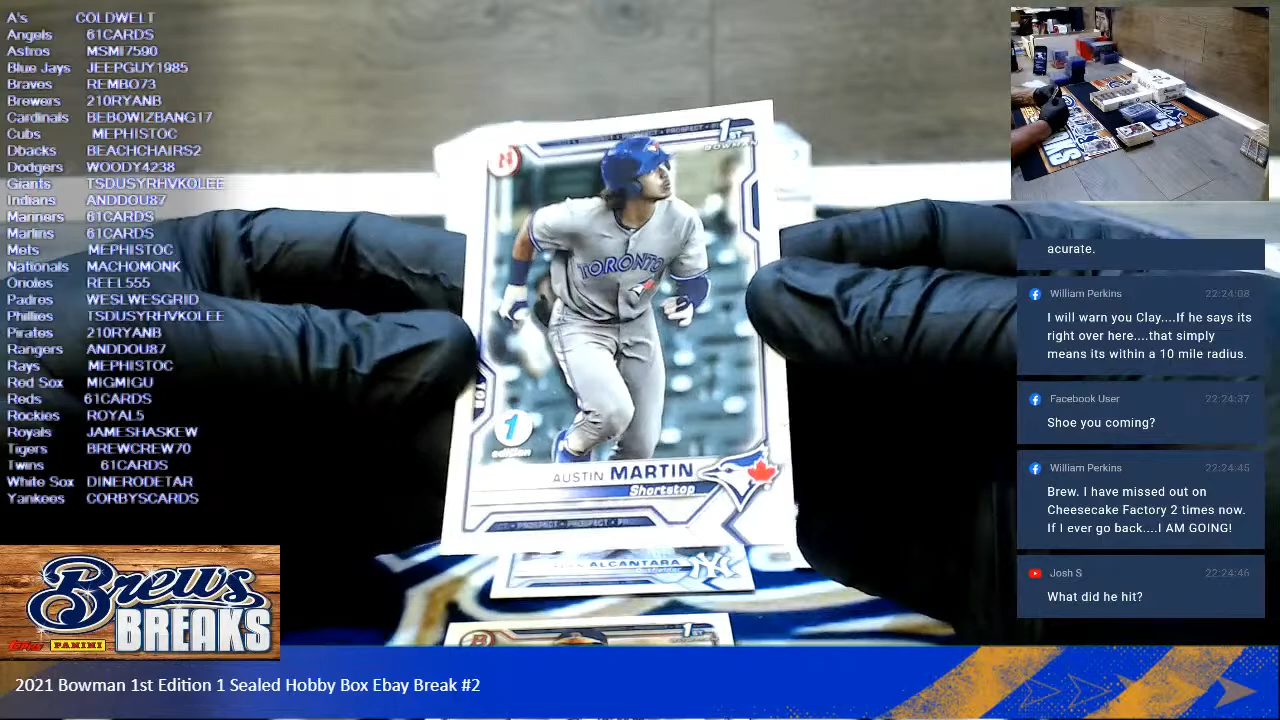 A's COLDWELT
Angels 61CARDS
Astros MSMI7590
Blue Jays JEEPGUY1985
Braves REMBO73
Brewers 210RYANB
Cardinals BEBOWIZBANG17
Cubs MEPHISTOC
Dbacks BEACHCHAIRS2
Dodgers WOODY4238
Giants TSDUSYRHVKOLEE
Indians ANDDOU87
Mariners 61CARDS
Marlins 61CARDS
Mets MEPHISTOC
Nationals MACHOMONK
Orioles REEL555
Padres WESLWESGRID
Phillies TSDUSYRHVKOLEE
Pirates 210RYANB
Rangers ANDDOU87
Rays MEPHISTOC
Red Sox MIGMIGU
Reds 61CARDS
Rockies ROYAL5
Royals JAMESHASKEW
Tigers BREWCREW70
Twins 61CARDS
White Sox DINERODETAR
Yankees CORBYSCARDS
PROSPECT
1ST
BOWMAN
TORONTO
TOR
1
edition
AUSTIN MARTIN
Shortstop
PROSPECT • PROSPECT
ALCANTARA
NY
1ST
acurate.
William Perkins 22:24:08
I will warn you Clay....If he says its
right over here....that simply
means its within a 10 mile radius.
Facebook User 22:24:37
Shoe you coming?
William Perkins 22:24:45
Brew. I have missed out on
Cheesecake Factory 2 times now.
If I ever go back....I AM GOING!
Josh S 22:24:46
What did he hit?
Brews
BREAKS
Topps PANINI
2021 Bowman 1st Edition 1 Sealed Hobby Box Ebay Break #2